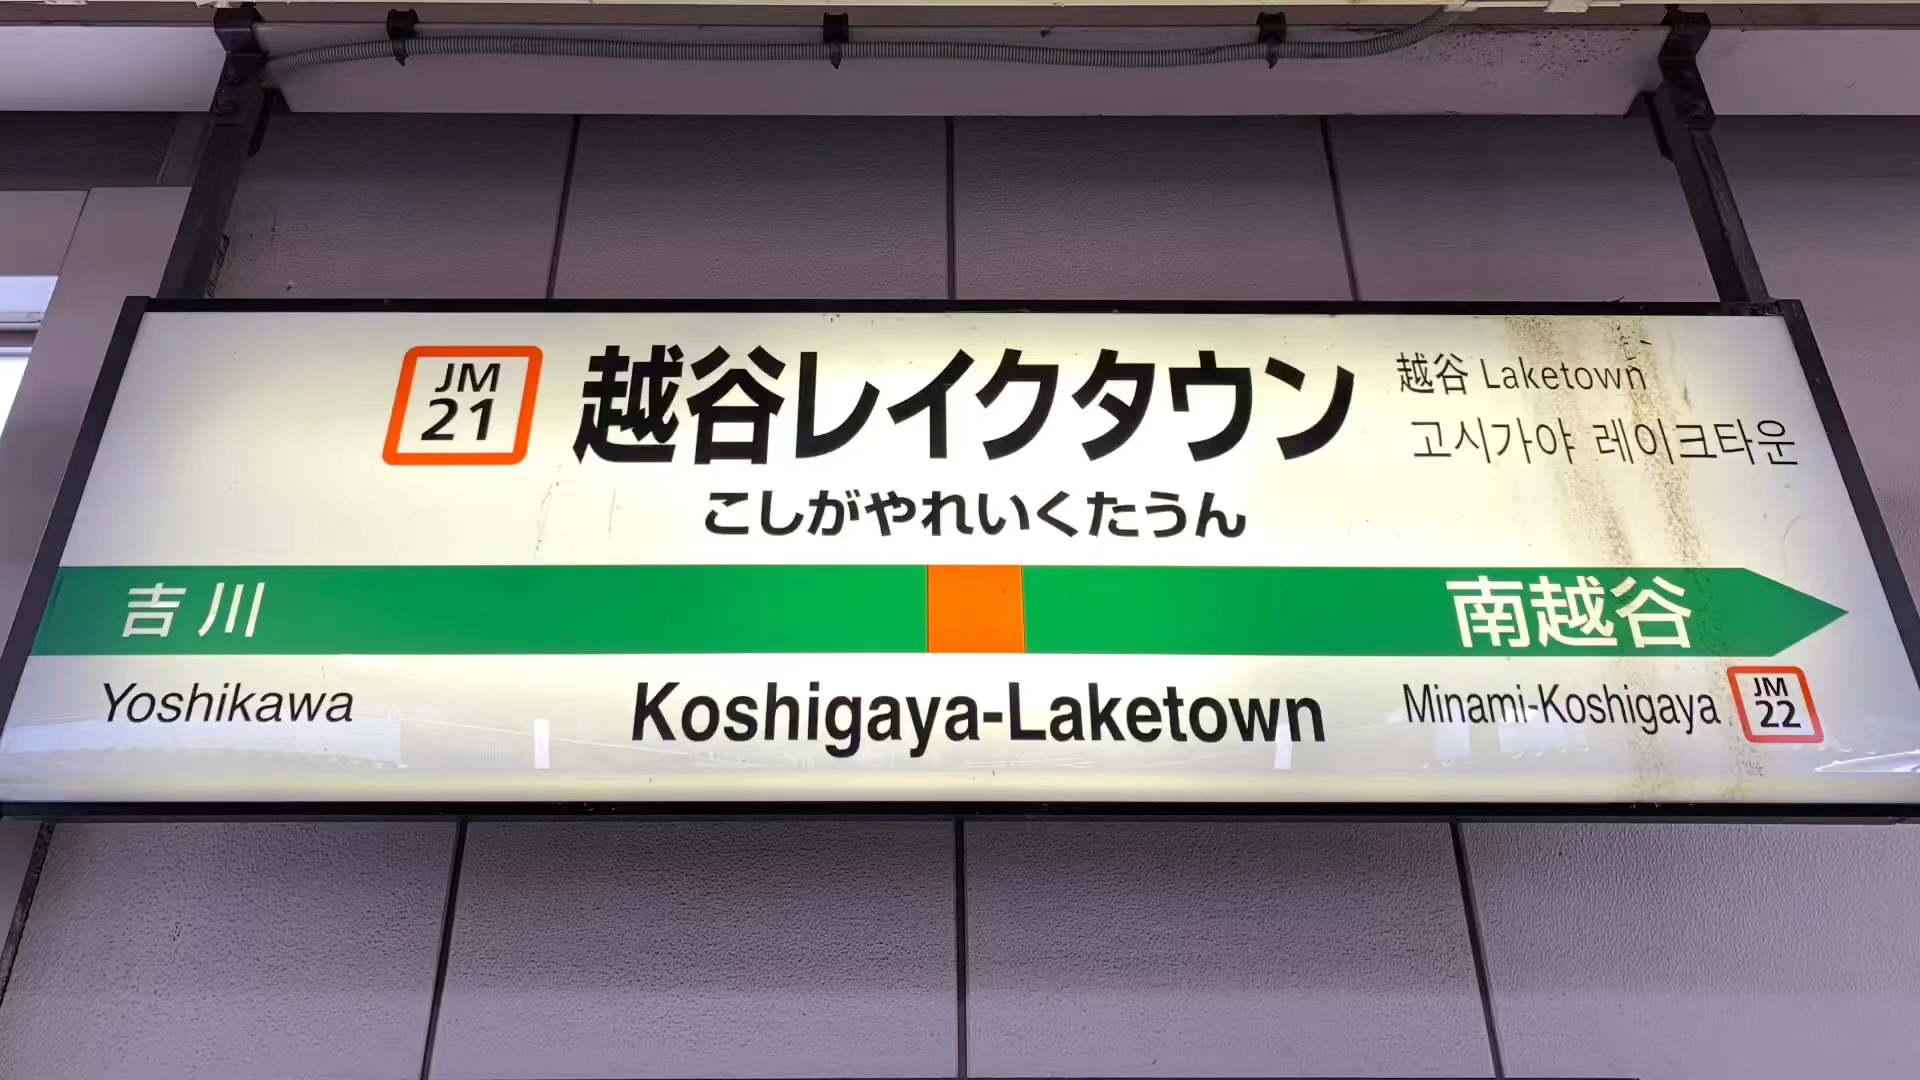 JM
21
越谷レイクタウン
越谷 Laketown
고시가야 레이크타운
こしがやれいくたうん
吉川
南越谷
Yoshikawa
Koshigaya-Laketown
Minami-Koshigaya
JM
22